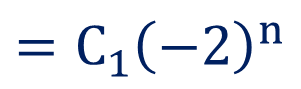 = C₁(−2)ⁿ